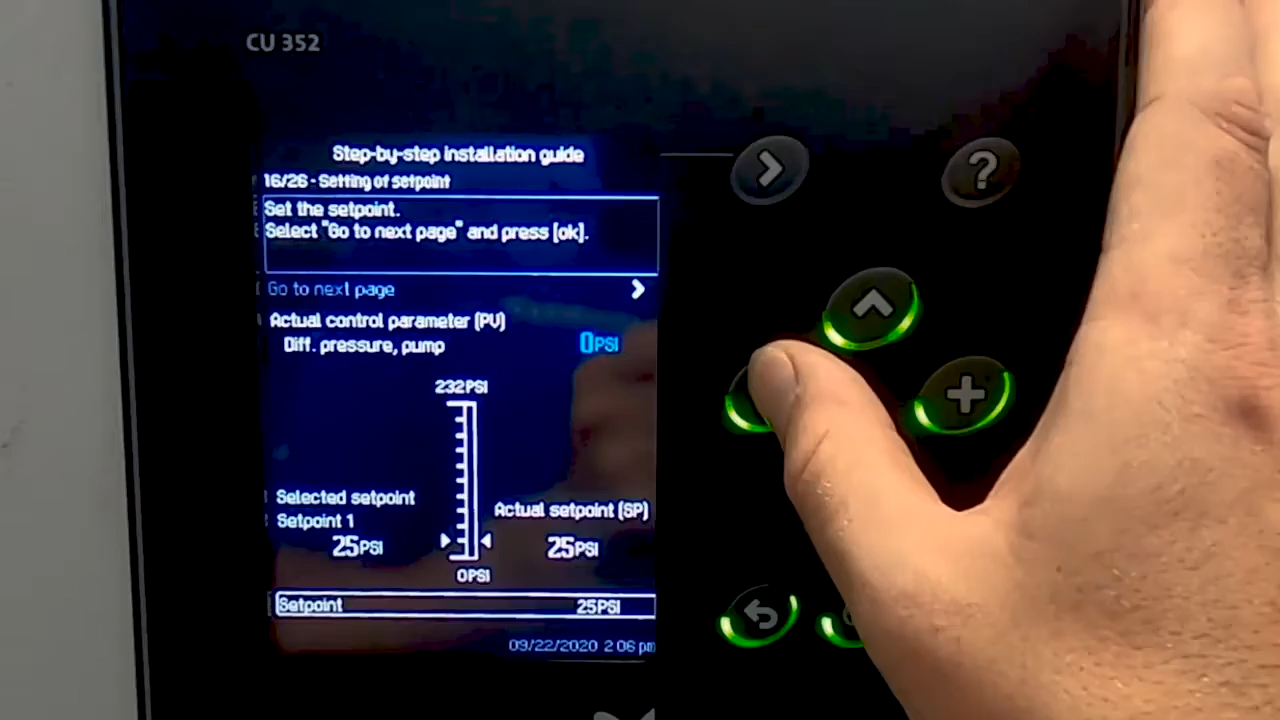 CU 352
Step-by-step installation guide
16/26 - Setting of setpoint
Set the setpoint.
Select "Go to next page" and press [ok].
Go to next page
Actual control parameter (PV)
Diff. pressure, pump 0PSI
232PSI
Selected setpoint
Setpoint 1
25PSI
Actual setpoint (SP)
25PSI
0PSI
Setpoint 25PSI
09/22/2020 2:06 pm
?